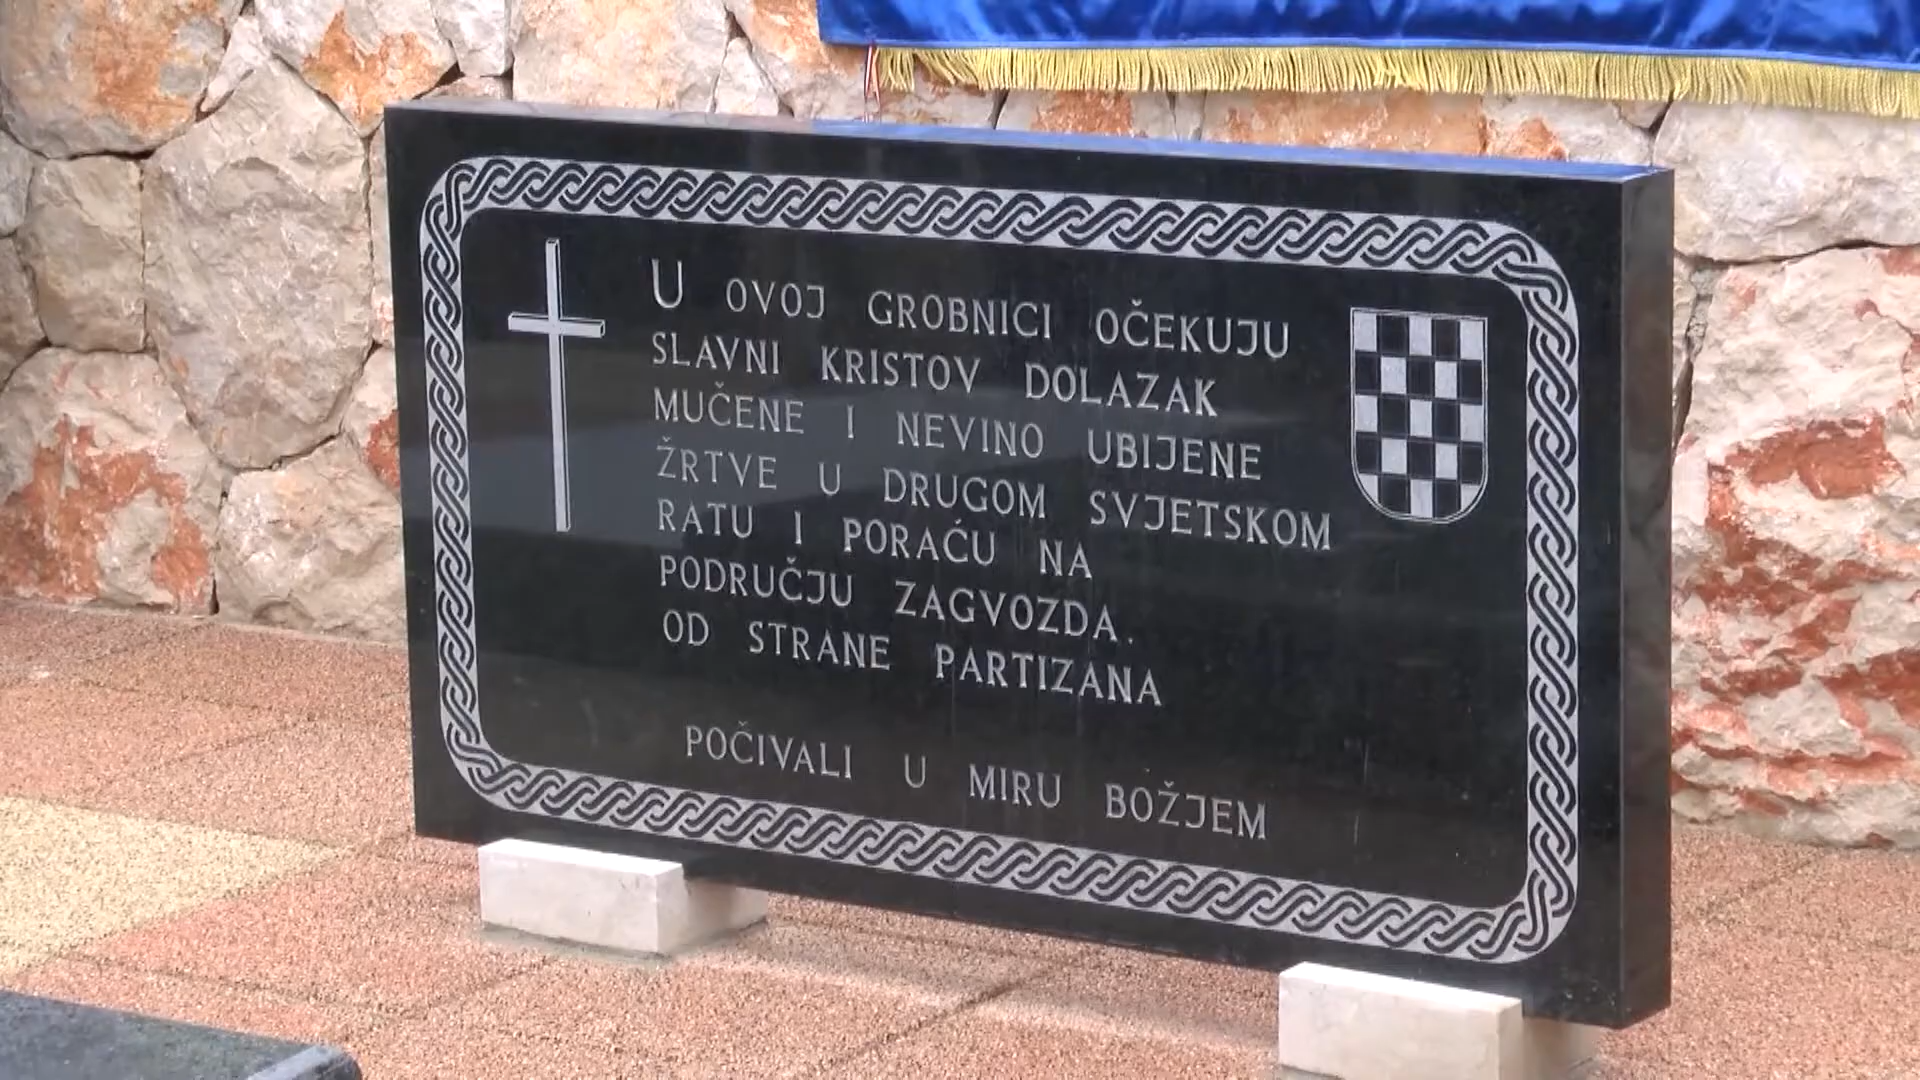 U OVOJ GROBNICI OČEKUJU
SLAVNI KRISTOV DOLAZAK
MUČENE I NEVINO UBIJENE
ŽRTVE U DRUGOM SVJETSKOM
RATU I PORAĆU NA
PODRUČJU ZAGVOZDA.
OD STRANE PARTIZANA
POČIVALI U MIRU BOŽJEM